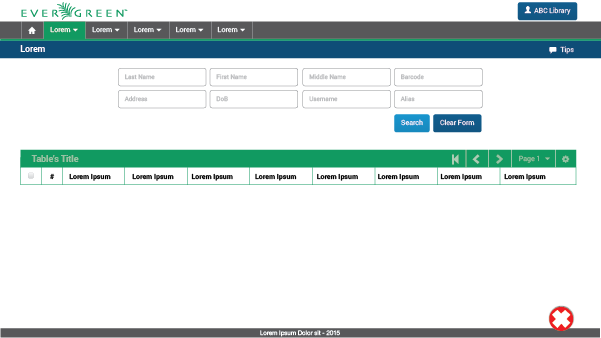 EVERGREEN™
ABC Library
Lorem Lorem Lorem Lorem Lorem
Lorem
Tips
Last Name First Name Middle Name Barcode
Address DoB Username Alias
Search Clear Form
Table's Title
Page 1
# Lorem Ipsum Lorem Ipsum Lorem Ipsum Lorem Ipsum Lorem Ipsum Lorem Ipsum Lorem Ipsum Lorem Ipsum
Lorem Ipsum Dolor sit - 2015